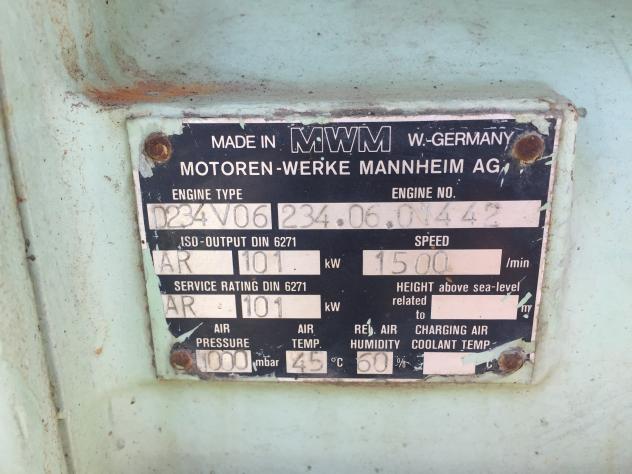 MADE IN MWM W.-GERMANY
MOTOREN-WERKE MANNHEIM AG
ENGINE TYPE ENGINE NO.
D234V06 234.06.01442
ISO-OUTPUT DIN 6271 SPEED
AR 101 kW 1500 /min
SERVICE RATING DIN 6271 HEIGHT above sea-level
AR 101 kW related to m
AIR PRESSURE AIR TEMP. REL. AIR HUMIDITY CHARGING AIR COOLANT TEMP.
1000 mbar 45 °C 60 % C